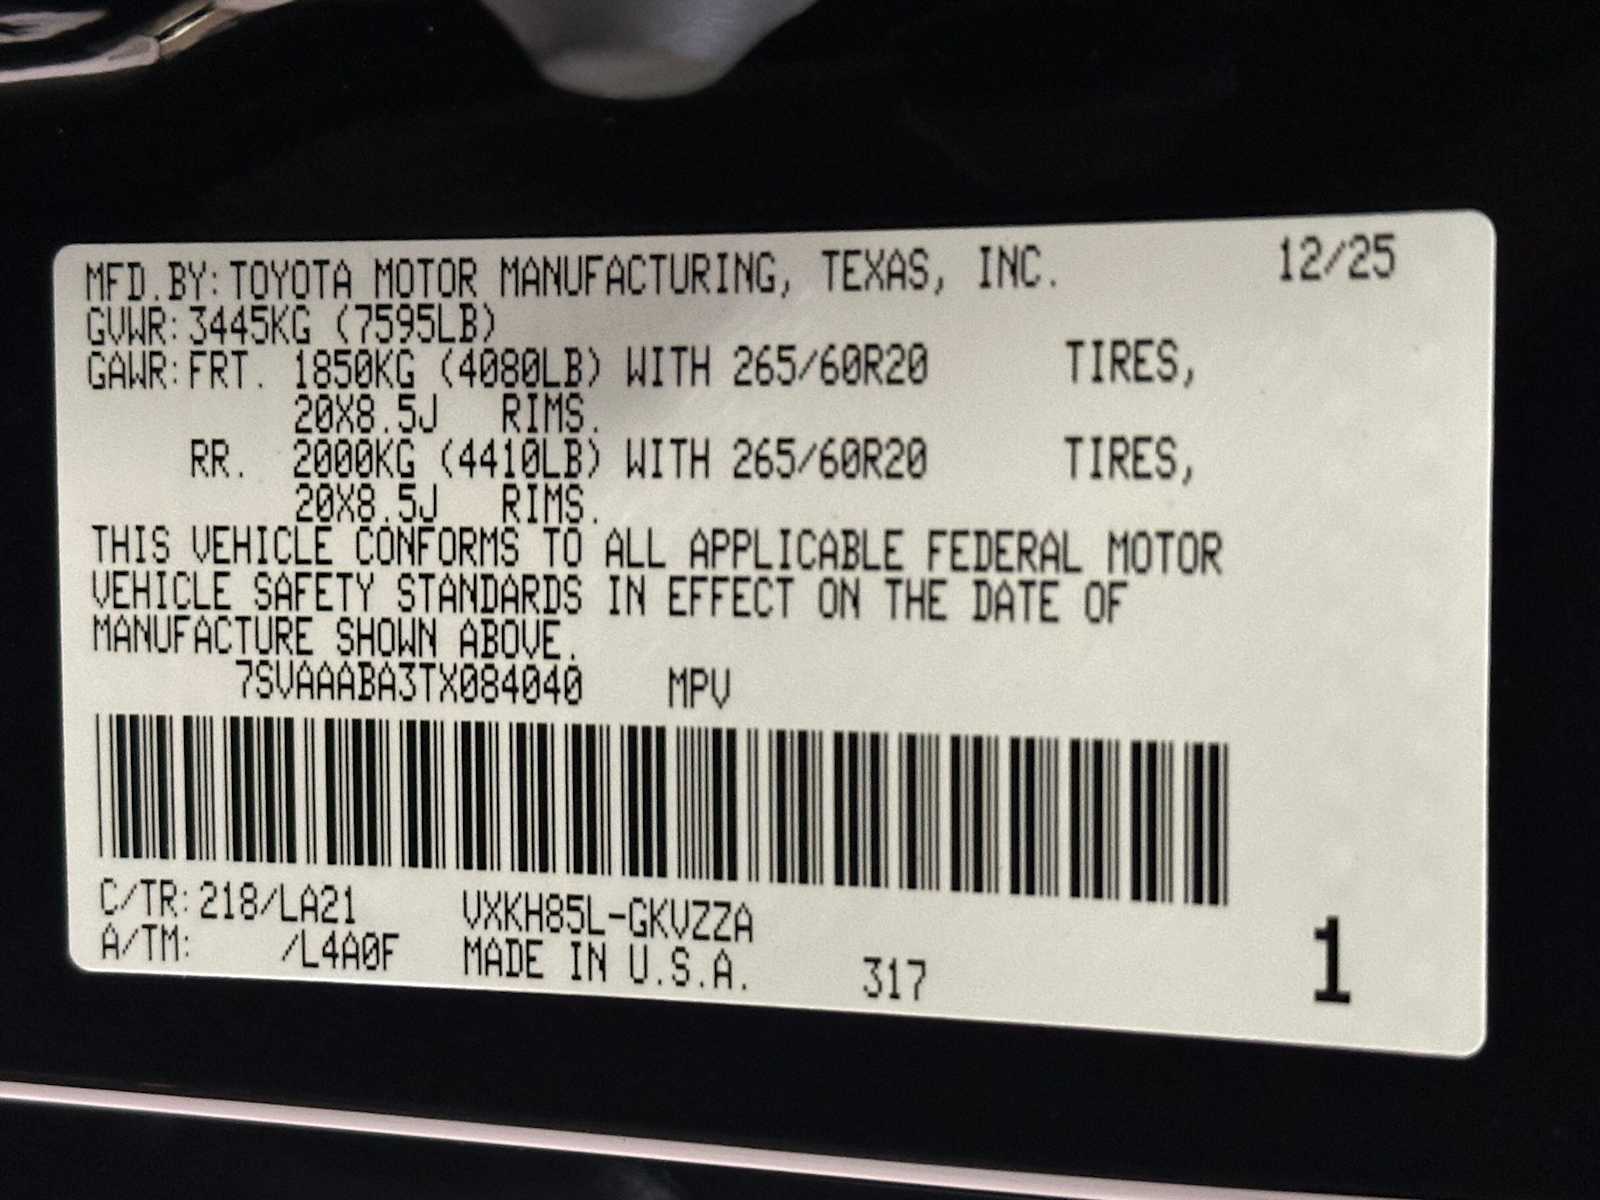 MFD.BY: TOYOTA MOTOR MANUFACTURING, TEXAS, INC. 12/25
GVWR: 3445KG (7595LB)
GAWR: FRT. 1850KG (4080LB) WITH 265/60R20 TIRES,
20X8.5J RIMS.
RR. 2000KG (4410LB) WITH 265/60R20 TIRES,
20X8.5J RIMS.
THIS VEHICLE CONFORMS TO ALL APPLICABLE FEDERAL MOTOR
VEHICLE SAFETY STANDARDS IN EFFECT ON THE DATE OF
MANUFACTURE SHOWN ABOVE.
7SVAAABA3TX084040 MPV
C/TR: 218/LA21 VXKH85L-GKVZZA
A/TM: /L4A0F MADE IN U.S.A. 317 1